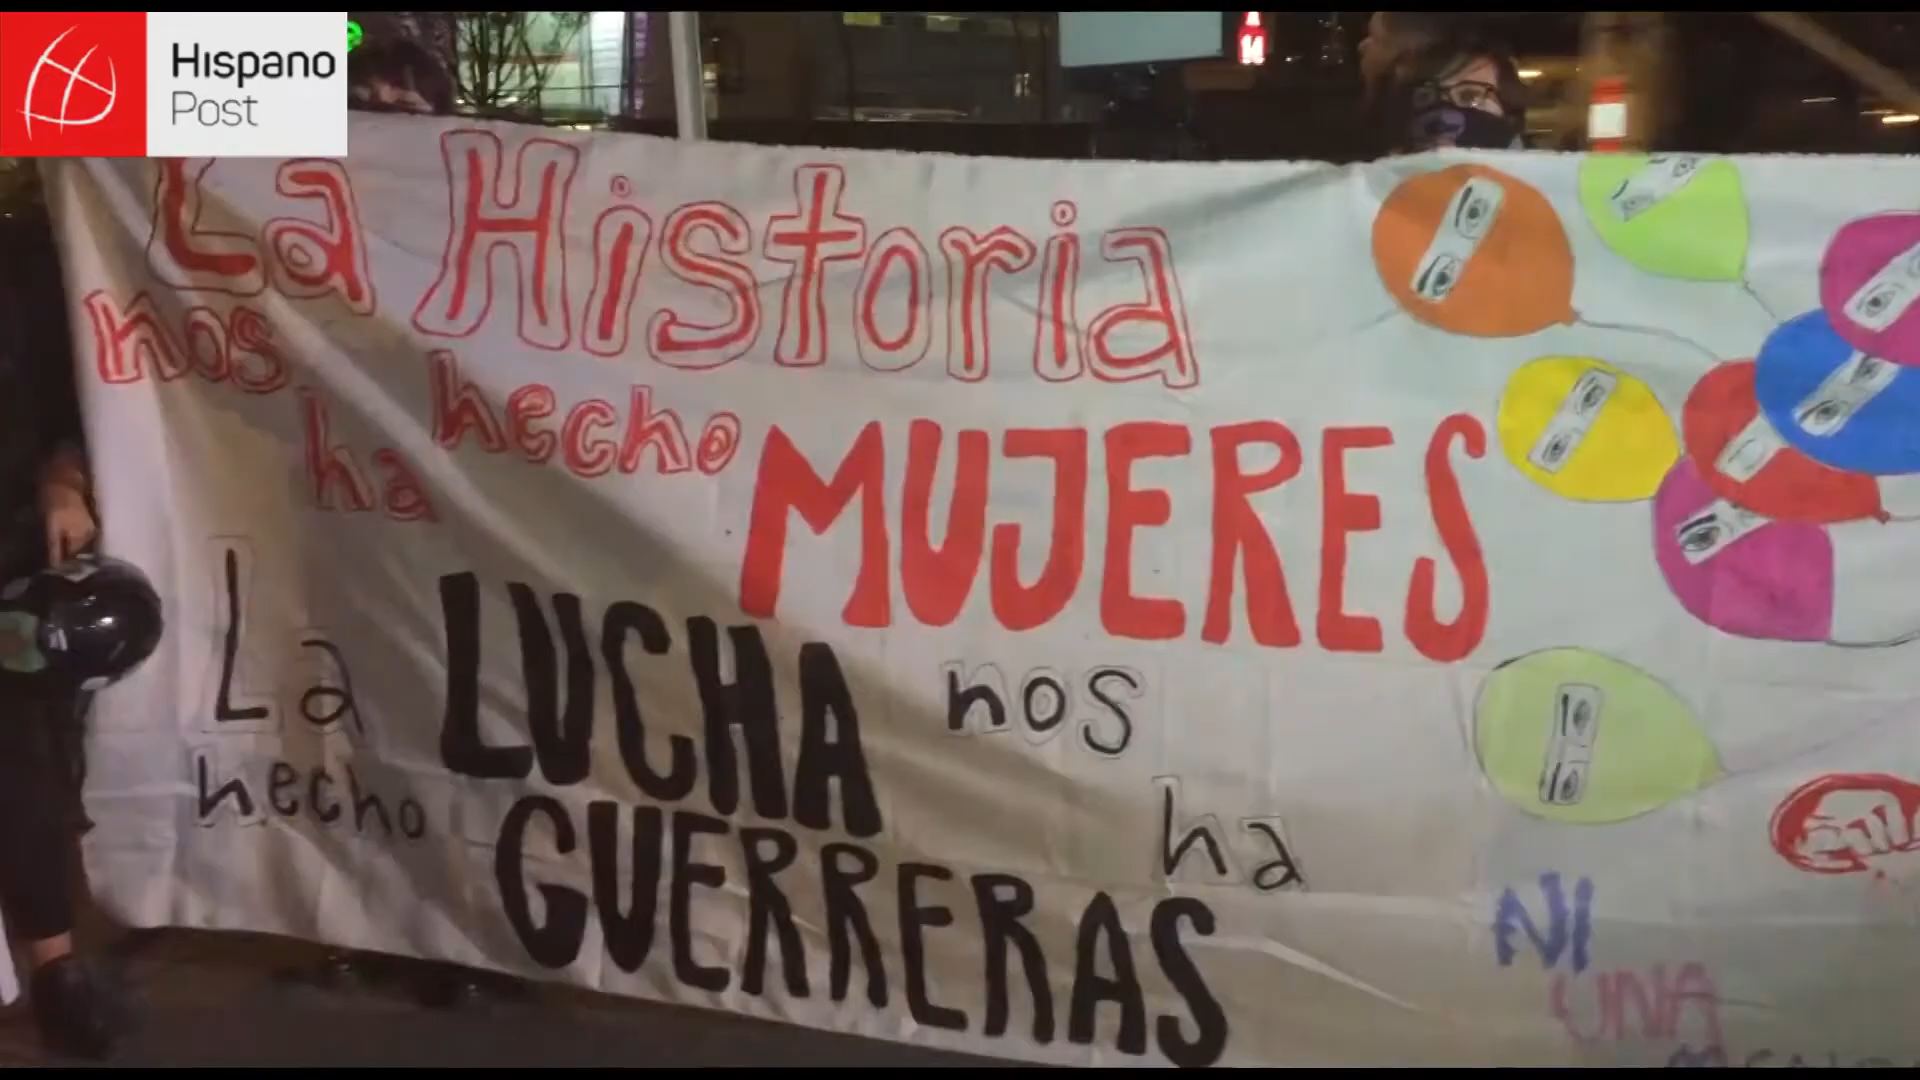 Hispano
Post
La Historia
nos ha hecho MUJERES
La LUCHA nos ha
hecho GUERRERAS
NI
UNA